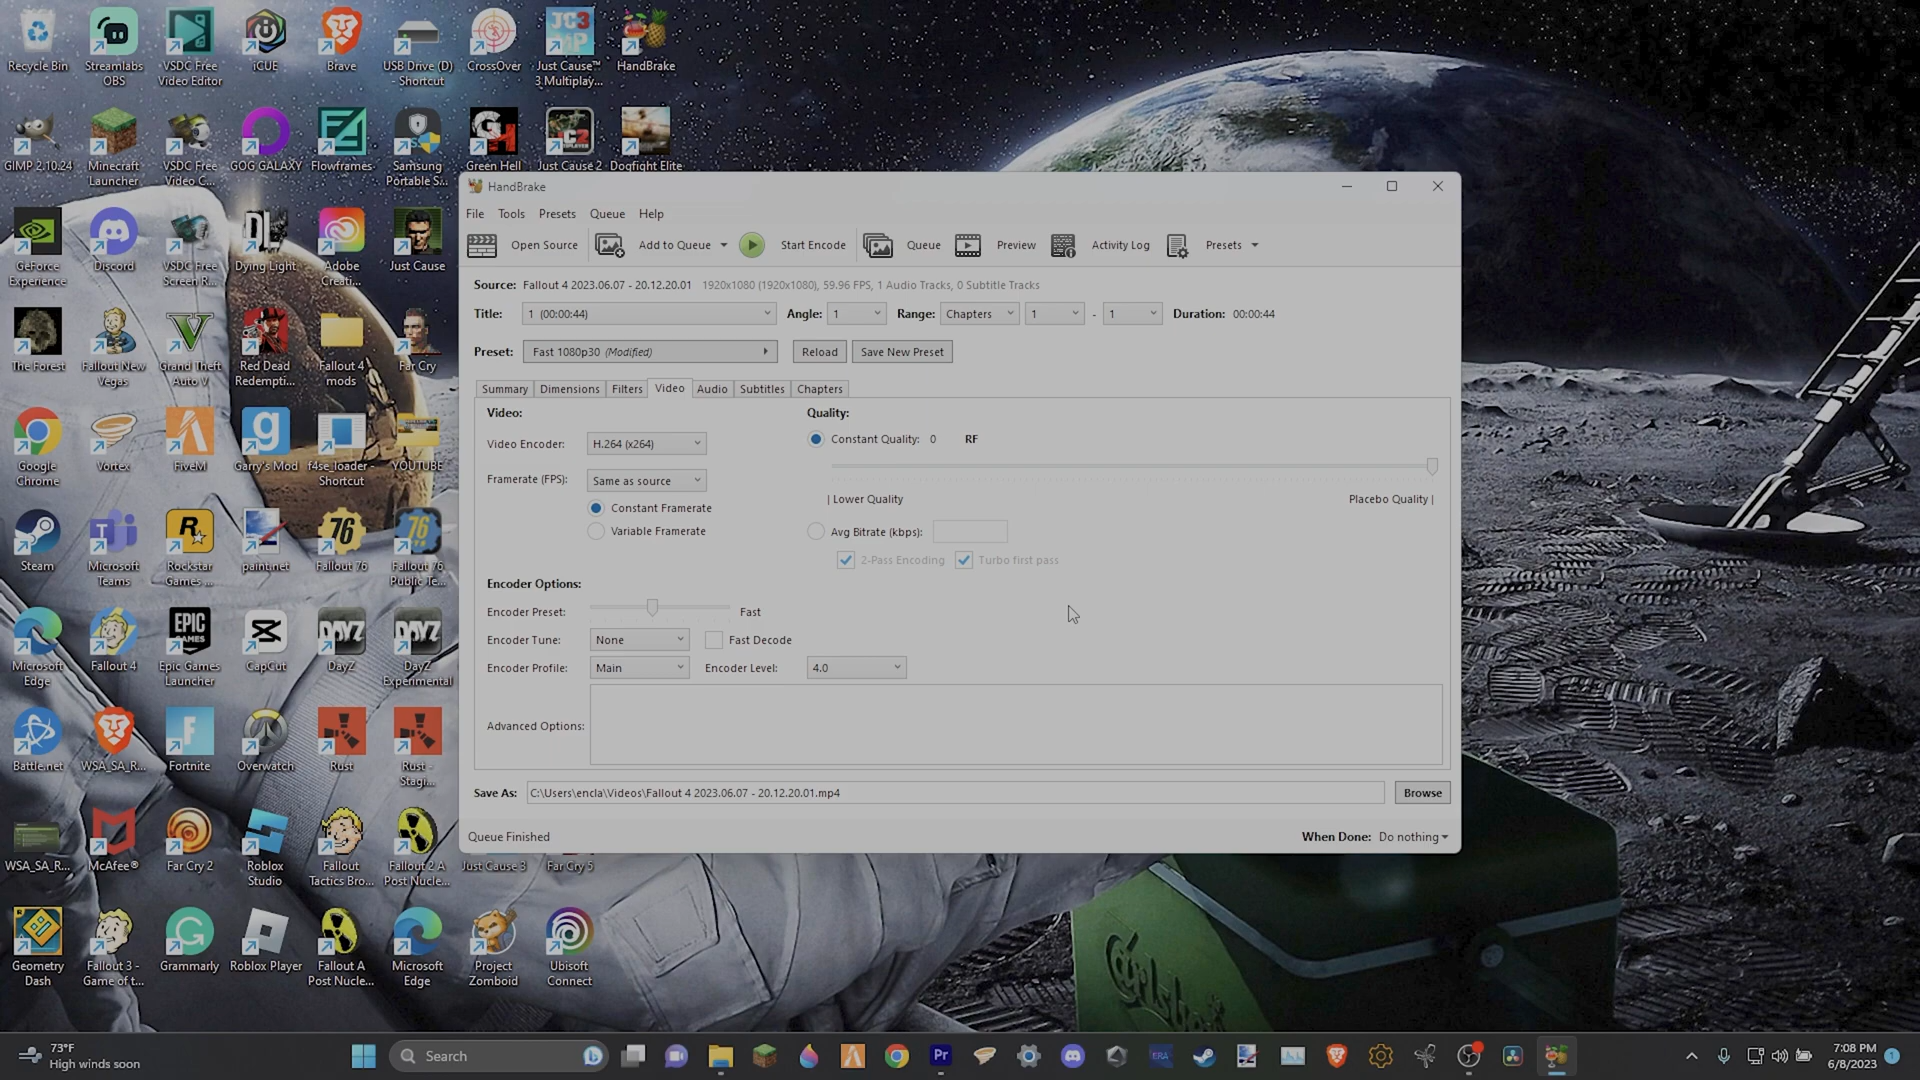 Recycle Bin
Streamlabs OBS
VSDC Free Video Editor
iCUE
Brave
USB Drive (D) - Shortcut
CrossOver
JC3 MP
Just Cause™ 3 Multiplay...
HandBrake
GIMP 2.10.24
Minecraft Launcher
VSDC Free Video C...
GOG GALAXY
Flowframes
Samsung Portable S...
Green Hell
Just Cause 2
Dogfight Elite
GeForce Experience
Discord
VSDC Free Screen R...
Dying Light
Adobe Creati...
Just Cause
The Forest
Fallout New Vegas
Grand Theft Auto V
Red Dead Redempti...
Fallout 4 mods
Far Cry
Google Chrome
Vortex
FiveM
Garry's Mod
f4se_loader - Shortcut
YOUTUBE
Steam
Microsoft Teams
Rockstar Games ...
paint.net
Fallout 76
Fallout 76 Public Te...
Microsoft Edge
Fallout 4
EPIC GAMES
Epic Games Launcher
CapCut
DAYZ
DayZ
DAYZ
DayZ Experimental
Battle.net
WSA_SA_R...
Fortnite
Overwatch
Rust
Rust - Stagi...
WSA_SA_R...
McAfee®
Far Cry 2
Roblox Studio
Fallout Tactics Bro...
Fallout 2 A Post Nucle...
Just Cause 3
Far Cry 5
Geometry Dash
Fallout 3 - Game of t...
Grammarly
Roblox Player
Fallout A Post Nucle...
Microsoft Edge
Project Zomboid
Ubisoft Connect
HandBrake
File Tools Presets Queue Help
Open Source Add to Queue Start Encode Queue Preview Activity Log Presets
Source: Fallout 4 2023.06.07 - 20.12.20.01 1920x1080 (1920x1080), 59.96 FPS, 1 Audio Tracks, 0 Subtitle Tracks
Title: 1 (00:00:44) Angle: 1 Range: Chapters 1 - 1 Duration: 00:00:44
Preset: Fast 1080p30 (Modified) Reload Save New Preset
Summary Dimensions Filters Video Audio Subtitles Chapters
Video: Quality:
Video Encoder: H.264 (x264) Constant Quality: 0 RF
Framerate (FPS): Same as source
| Lower Quality Placebo Quality |
Constant Framerate
Variable Framerate Avg Bitrate (kbps):
2-Pass Encoding Turbo first pass
Encoder Options:
Encoder Preset: Fast
Encoder Tune: None Fast Decode
Encoder Profile: Main Encoder Level: 4.0
Advanced Options:
Save As: C:\Users\encla\Videos\Fallout 4 2023.06.07 - 20.12.20.01.mp4 Browse
Queue Finished When Done: Do nothing
Carlsberg
73°F
High winds soon
Search
Pr
ERA
7:08 PM
6/8/2023
1